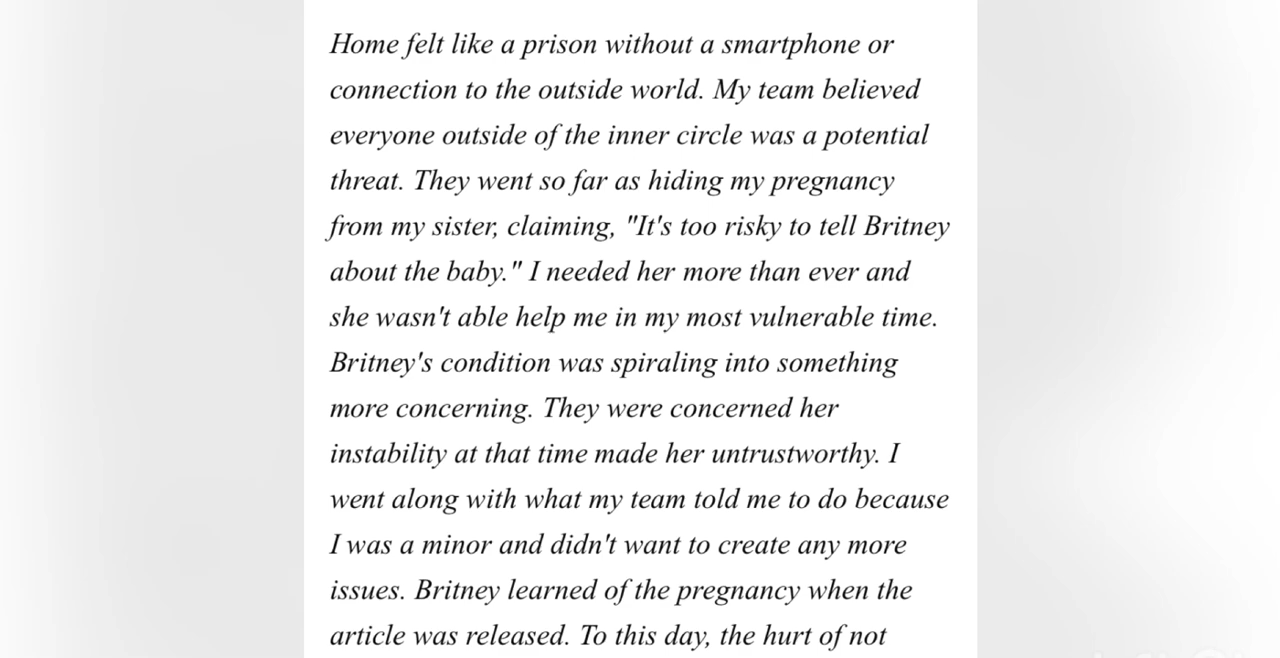 Home felt like a prison without a smartphone or
connection to the outside world. My team believed
everyone outside of the inner circle was a potential
threat. They went so far as hiding my pregnancy
from my sister, claiming, "It's too risky to tell Britney
about the baby." I needed her more than ever and
she wasn't able help me in my most vulnerable time.
Britney's condition was spiraling into something
more concerning. They were concerned her
instability at that time made her untrustworthy. I
went along with what my team told me to do because
I was a minor and didn't want to create any more
issues. Britney learned of the pregnancy when the
article was released. To this day, the hurt of not